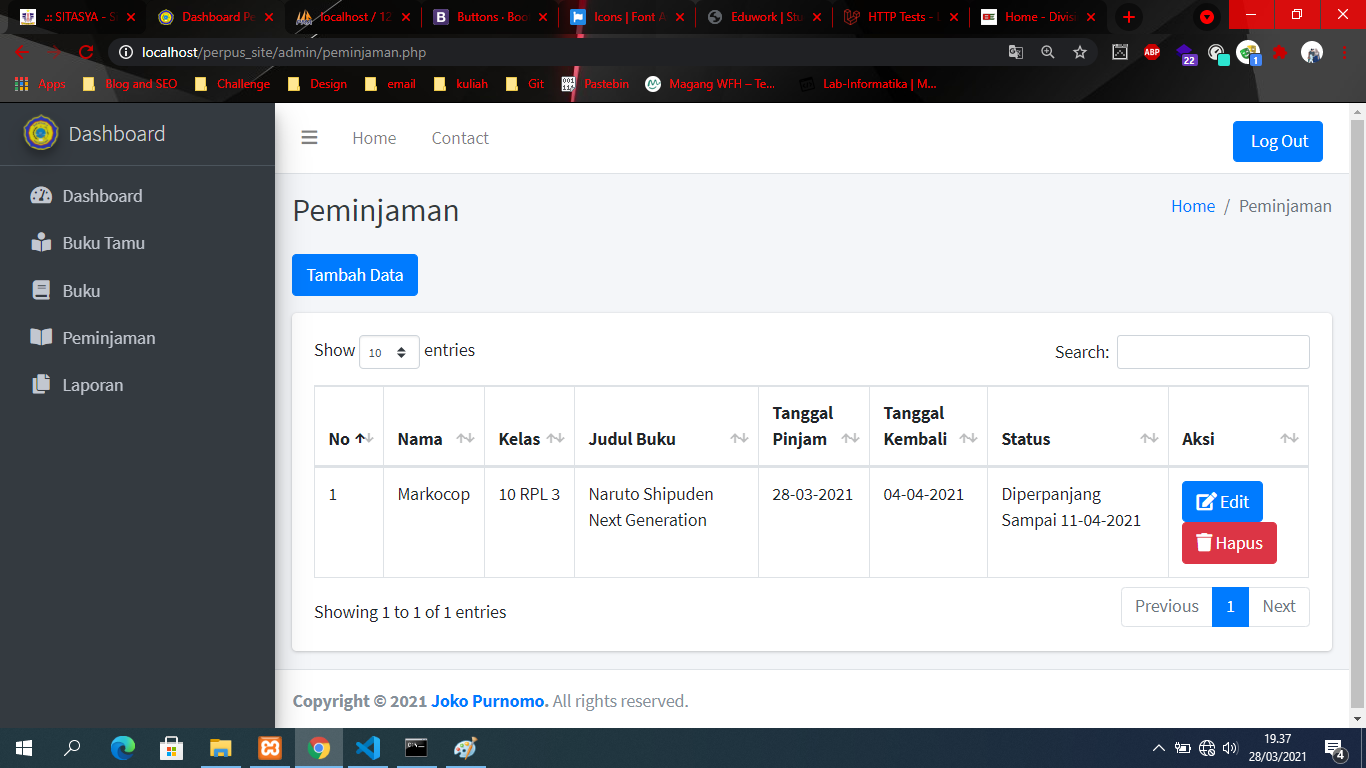 .:: SITASYA - S
Dashboard Pe
localhost / 12
Buttons · Boo
Icons | Font A
Eduwork | Stu
HTTP Tests - L
Home - Divisi
localhost/perpus_site/admin/peminjaman.php
ABP
22
1
Apps
Blog and SEO
Challenge
Design
email
kuliah
Git
Pastebin
Magang WFH – Te...
Lab-Informatika | M...
Dashboard
Home
Contact
Log Out
Dashboard
Buku Tamu
Buku
Peminjaman
Laporan
Peminjaman
Home / Peminjaman
Tambah Data
Show 10 entries
Search:
No
Nama
Kelas
Judul Buku
Tanggal
Pinjam
Tanggal
Kembali
Status
Aksi
1
Markocop
10 RPL 3
Naruto Shipuden
Next Generation
28-03-2021
04-04-2021
Diperpanjang
Sampai 11-04-2021
Edit
Hapus
Showing 1 to 1 of 1 entries
Previous
1
Next
Copyright © 2021 Joko Purnomo. All rights reserved.
19.37
28/03/2021
4